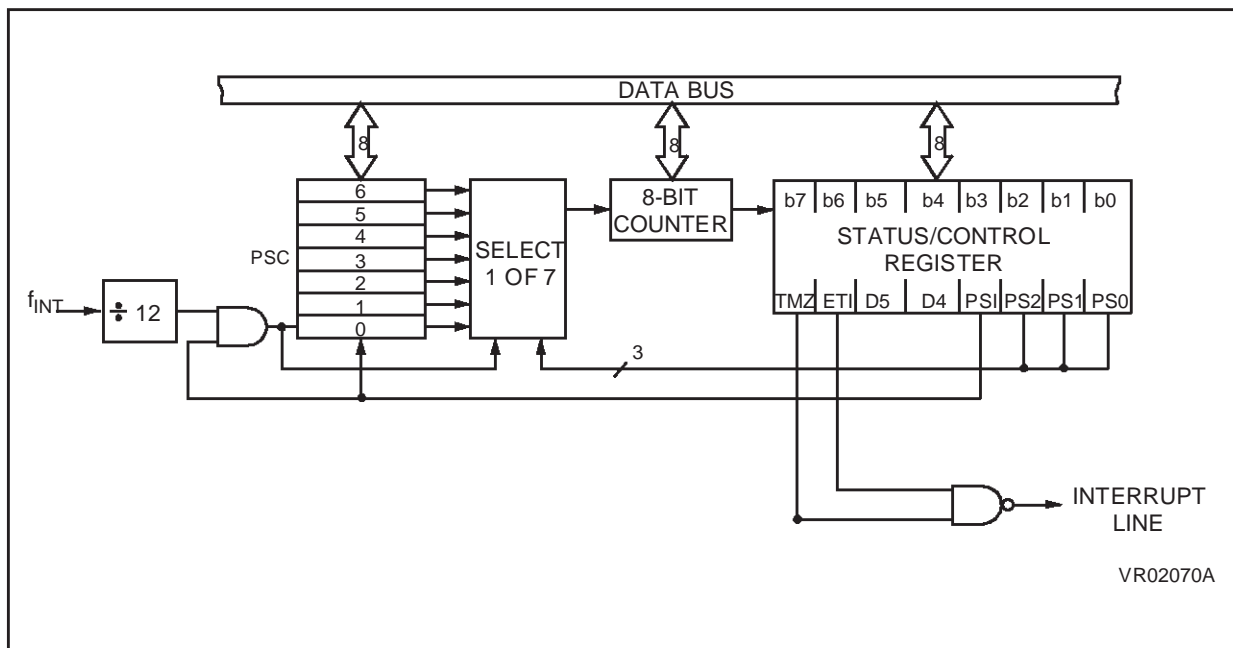 DATA BUS
8
8
8
6
5
4
3
2
1
0
PSC
SELECT
1 OF 7
8-BIT
COUNTER
b7 b6 b5 b4 b3 b2 b1 b0
STATUS/CONTROL
REGISTER
TMZ ETI D5 D4 PSI PS2 PS1 PS0
fINT
÷ 12
3
INTERRUPT
LINE
VR02070A